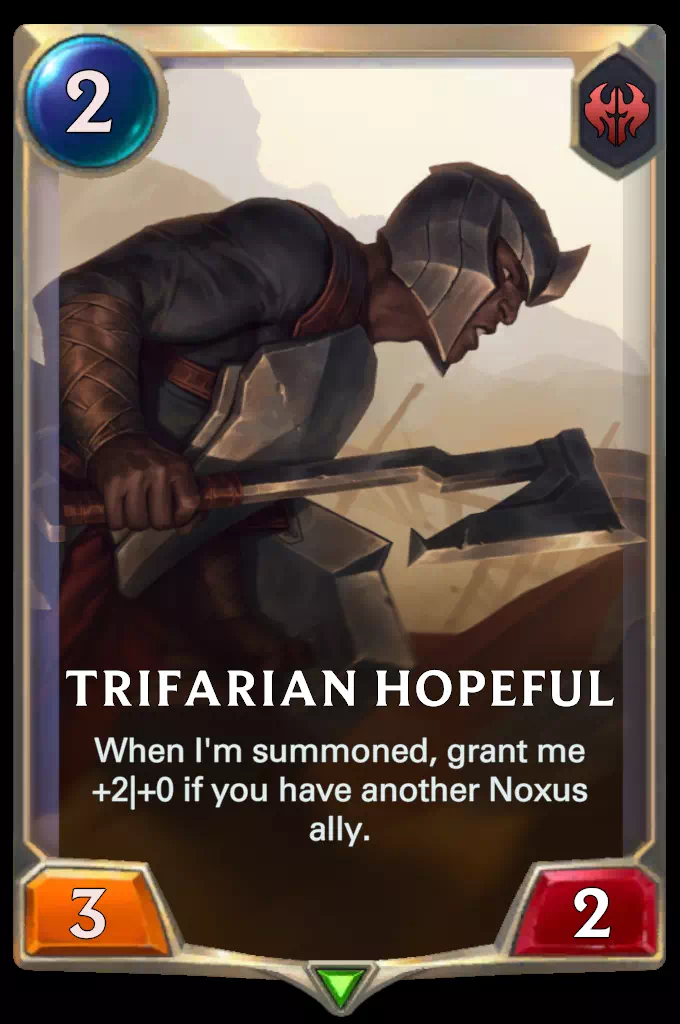 2
TRIFARIAN HOPEFUL
When I'm summoned, grant me
+2|+0 if you have another Noxus
ally.
3
2